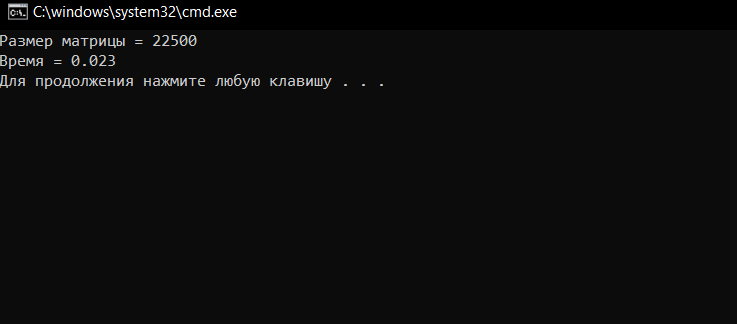 C:\windows\system32\cmd.exe
Размер матрицы = 22500
Время = 0.023
Для продолжения нажмите любую клавишу . . .